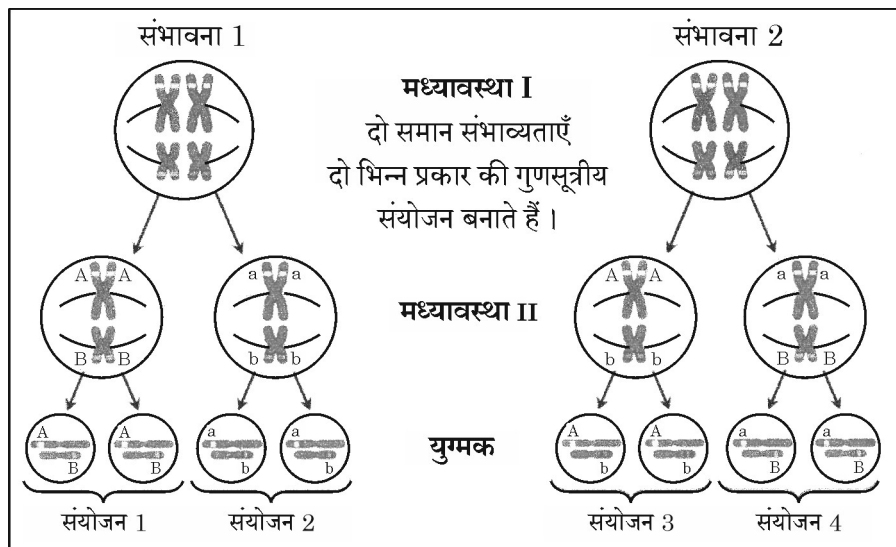 संभावना 1
संभावना 2
मध्यावस्था I
दो समान संभाव्यताएँ
दो भिन्न प्रकार की गुणसूत्रीय
संयोजन बनाते हैं ।
A A
a a
A A
a a
मध्यावस्था II
B B
b b
b b
B B
A
A
a
a
युग्मक
A
A
a
a
B
B
b
b
b
b
B
B
संयोजन 1
संयोजन 2
संयोजन 3
संयोजन 4